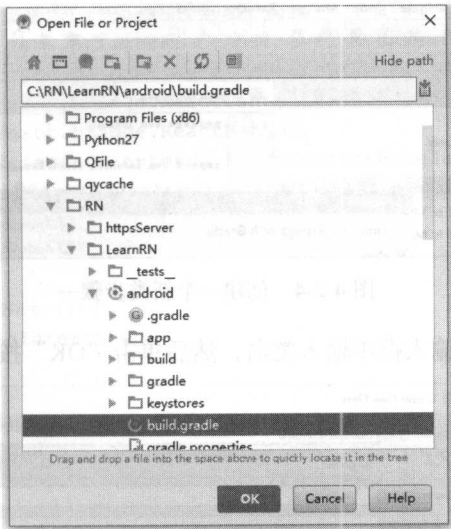 Open File or Project
Hide path
C:\RN\LearnRN\android\build.gradle
Program Files (x86)
Python27
QFile
qycache
RN
httpsServer
LearnRN
_tests_
android
.gradle
app
build
gradle
keystores
build.gradle
gradle.properties
Drag and drop a file into the space above to quickly locate it in the tree
OK
Cancel
Help